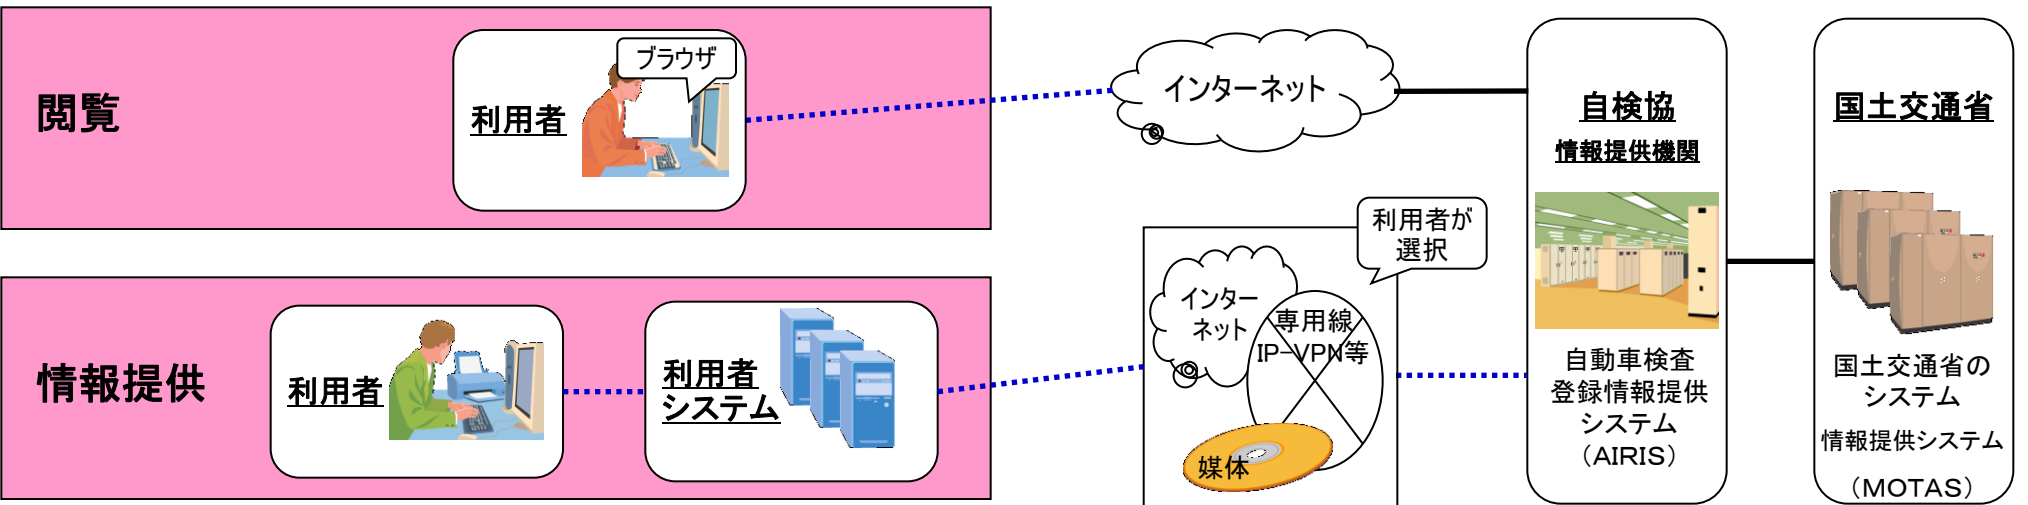 閲覧
利用者
ブラウザ
インターネット
自検協
情報提供機関
国土交通省
情報提供
利用者
利用者
システム
利用者が
選択
インター
ネット
専用線
IP-VPN等
媒体
自動車検査
登録情報提供
システム
(AIRIS)
国土交通省の
システム
情報提供システム
(MOTAS)